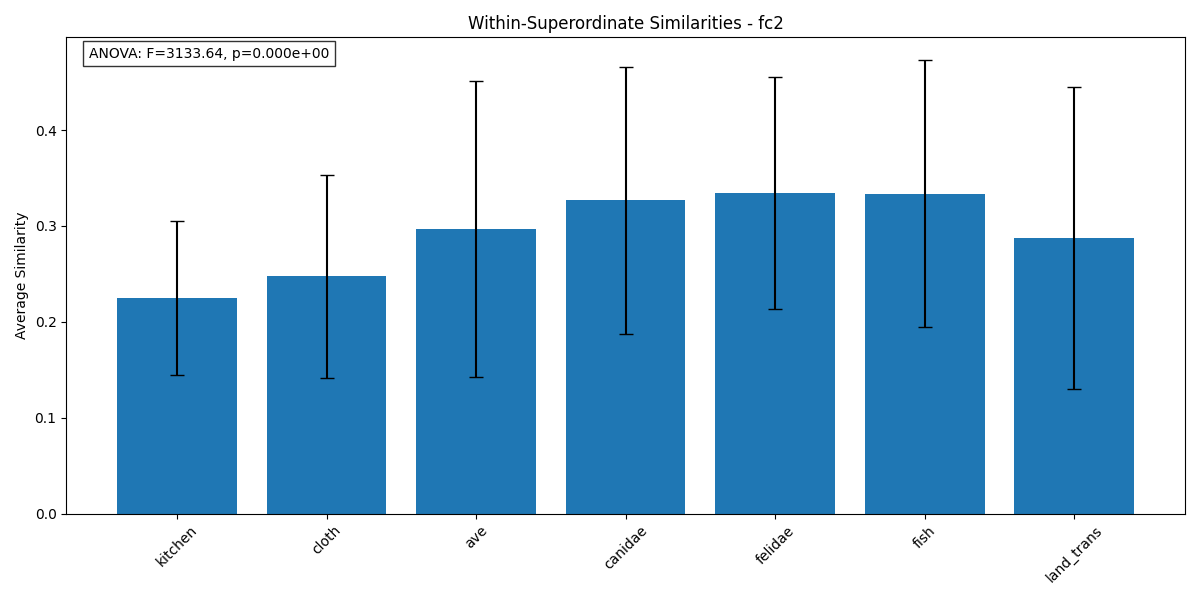 Within-Superordinate Similarities - fc2
ANOVA: F=3133.64, p=0.000e+00
Average Similarity
0.4
0.3
0.2
0.1
0.0
kitchen
cloth
ave
canidae
felidae
fish
land_trans